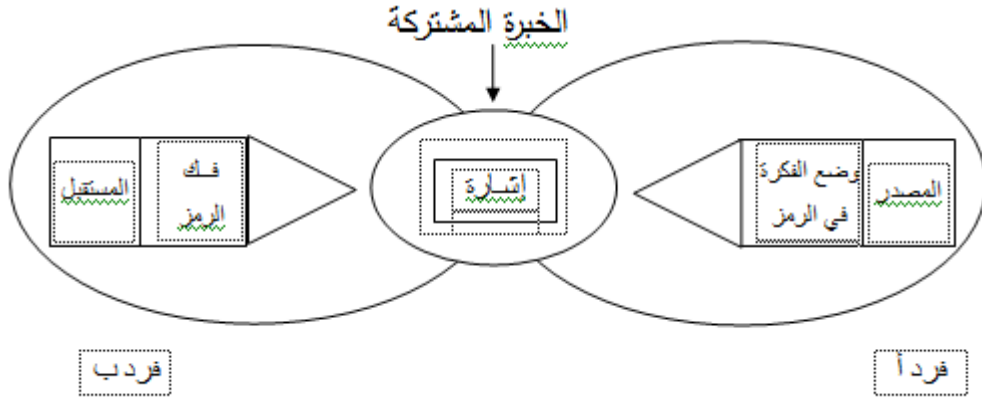 الخبرة المشتركة
المصدر
وضع الفكرة
في الرمز
إشارة
فك
الرمز
المستقبل
فرد أ
فرد ب